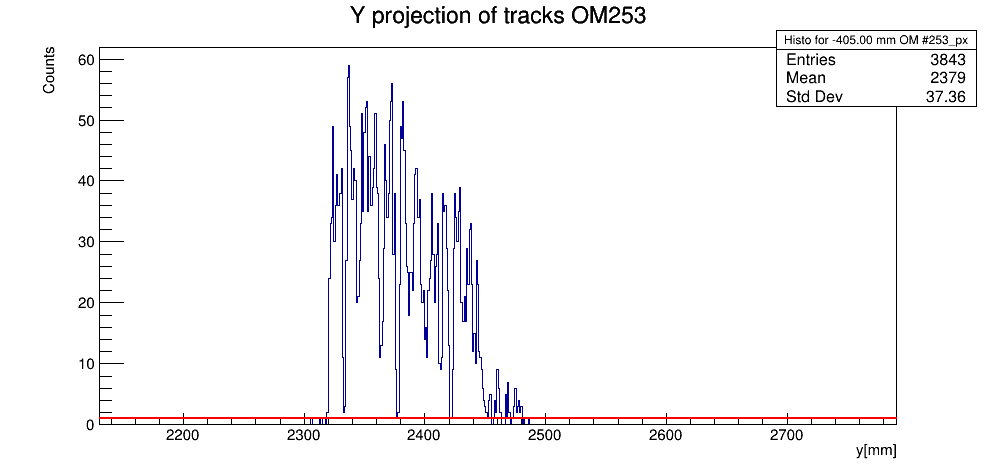 Y projection of tracks OM253
Histo for -405.00 mm OM #253_px
Entries 3843
Mean 2379
Std Dev 37.36
Counts
60
50
40
30
20
10
0
2200 2300 2400 2500 2600 2700
y[mm]